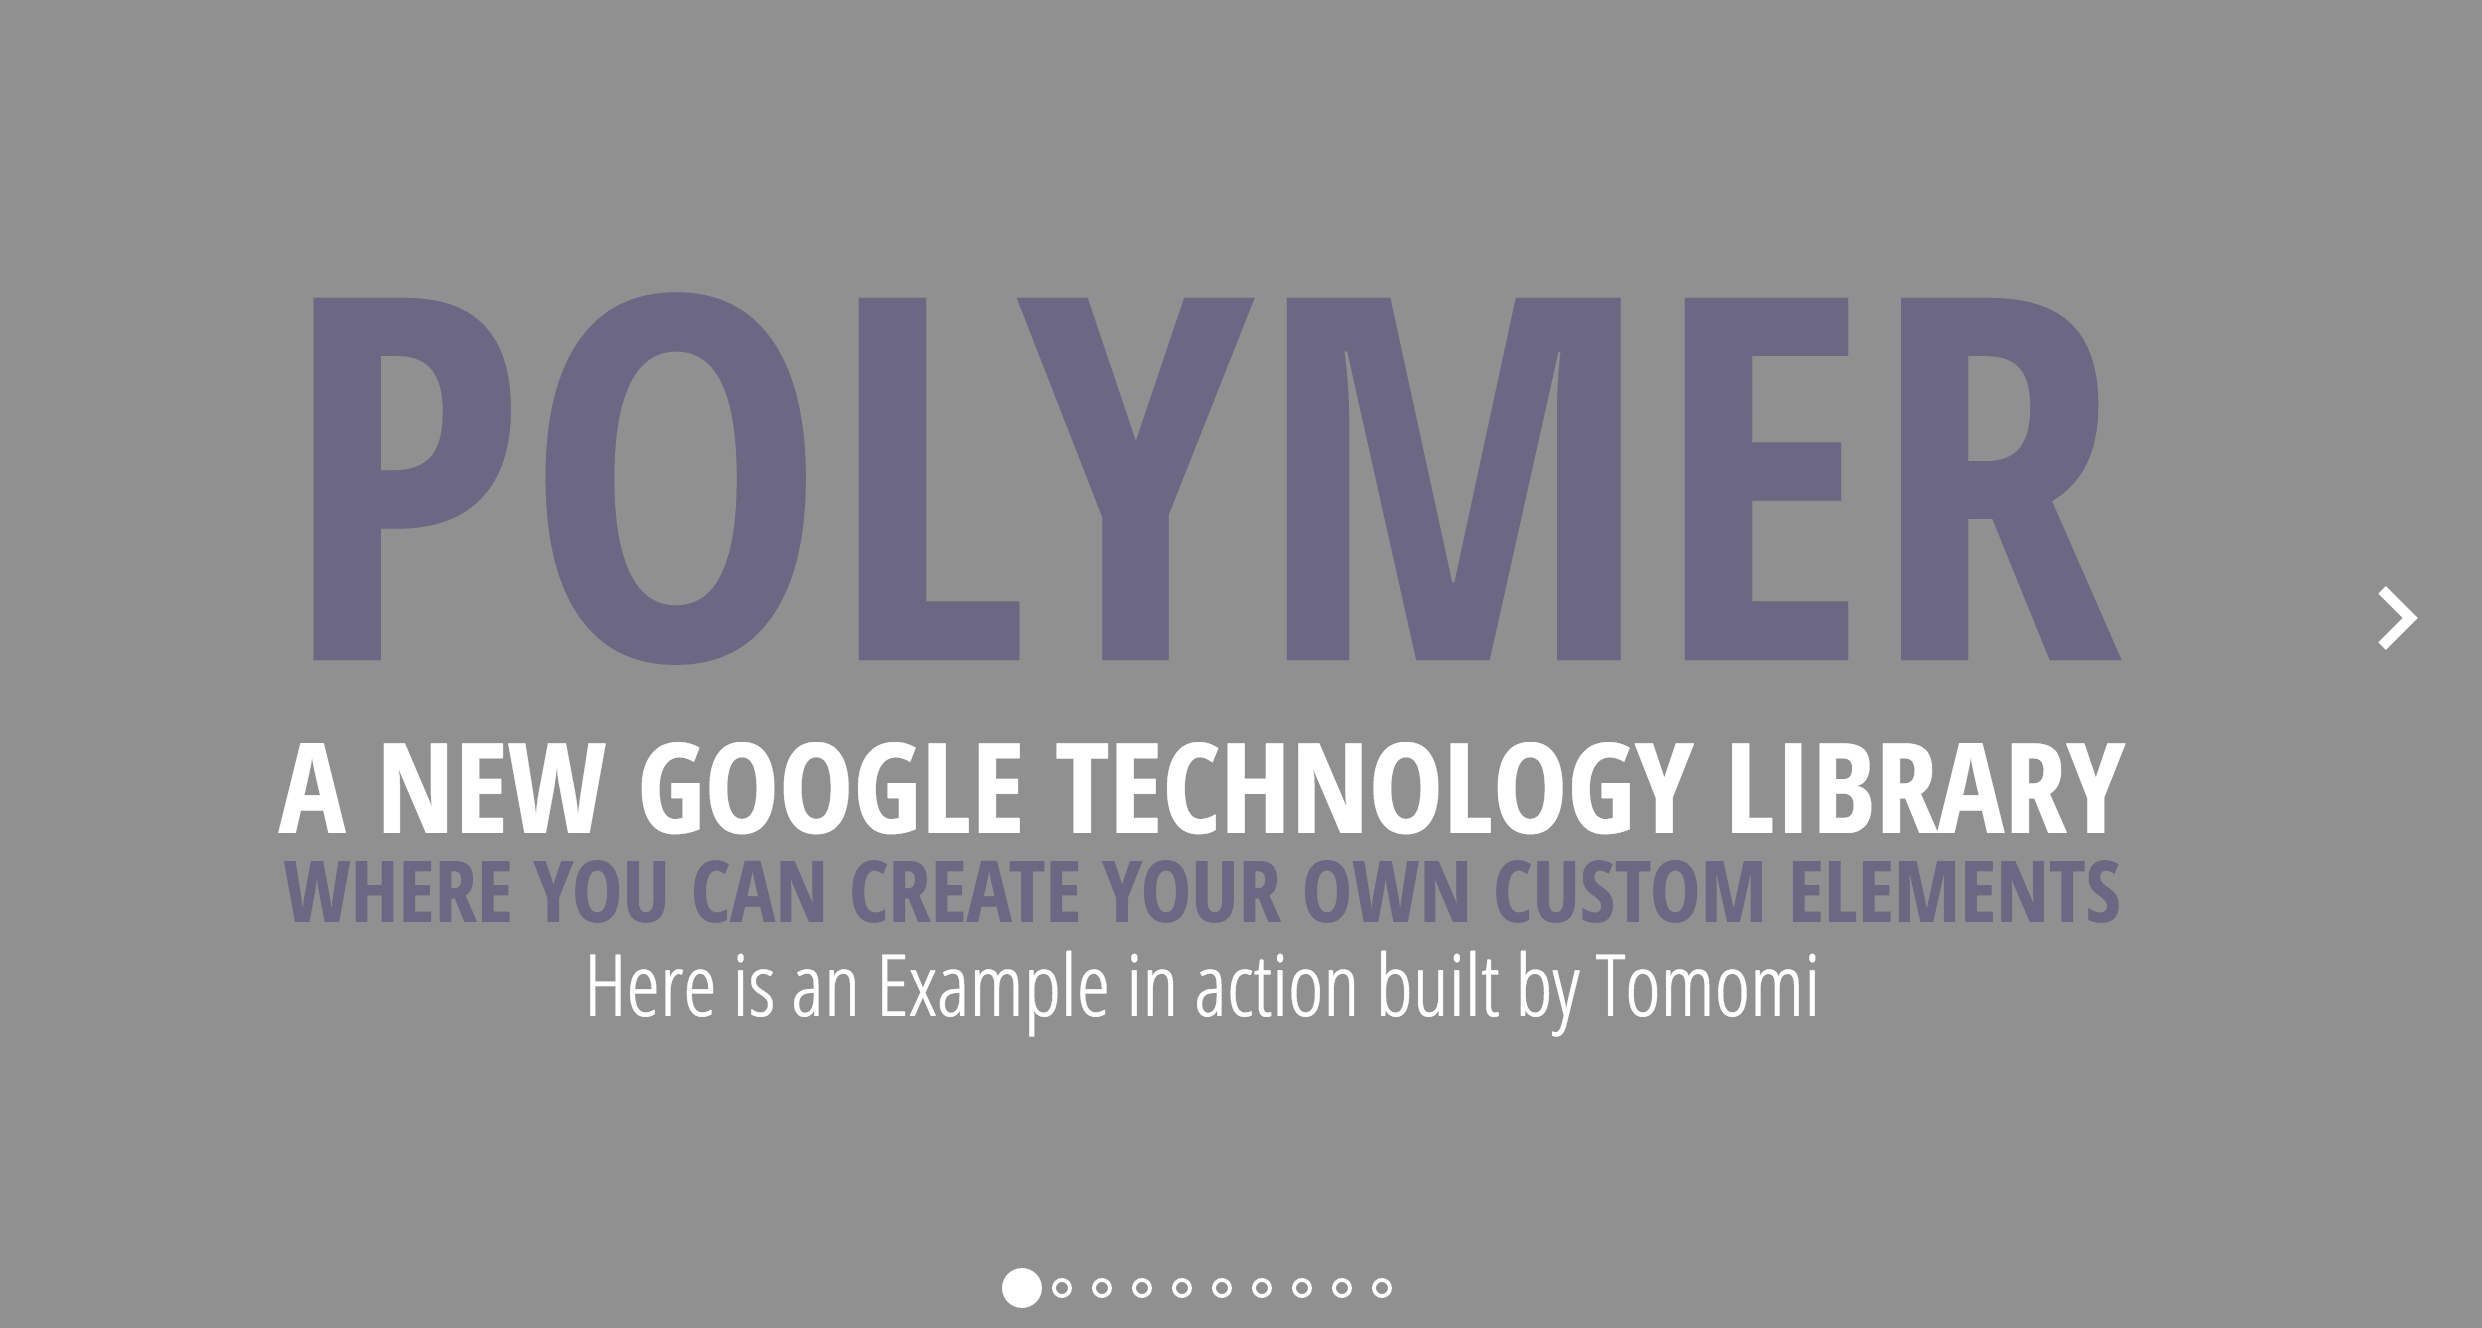 POLYMER
A NEW GOOGLE TECHNOLOGY LIBRARY
WHERE YOU CAN CREATE YOUR OWN CUSTOM ELEMENTS
Here is an Example in action built by Tomomi